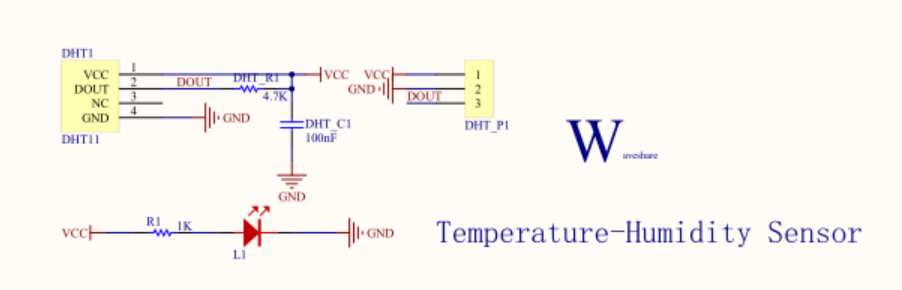 DHT1
VCC 1
DOUT 2
NC 3
GND 4
DHT11
DOUT
DHT_R1
4.7K
VCC
GND
DHT_C1
100nF
GND
VCC 1
GND 2
DOUT 3
DHT_P1
Waveshare
VCC
R1
1K
L1
GND
Temperature-Humidity Sensor